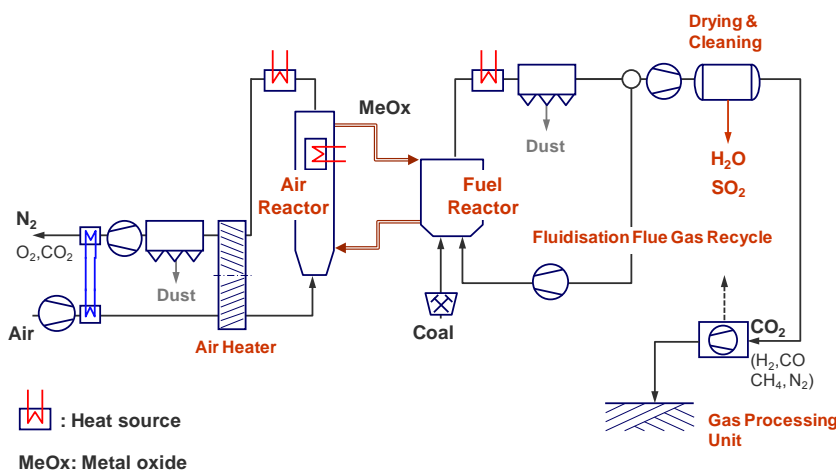 Drying &
Cleaning
MeOx
Dust
H₂O
SO₂
Air
Reactor
Fuel
Reactor
N₂
O₂,CO₂
Fluidisation Flue Gas Recycle
Dust
Air
Coal
CO₂
Air Heater
(H₂,CO
CH₄, N₂)
: Heat source
Gas Processing
Unit
MeOx: Metal oxide